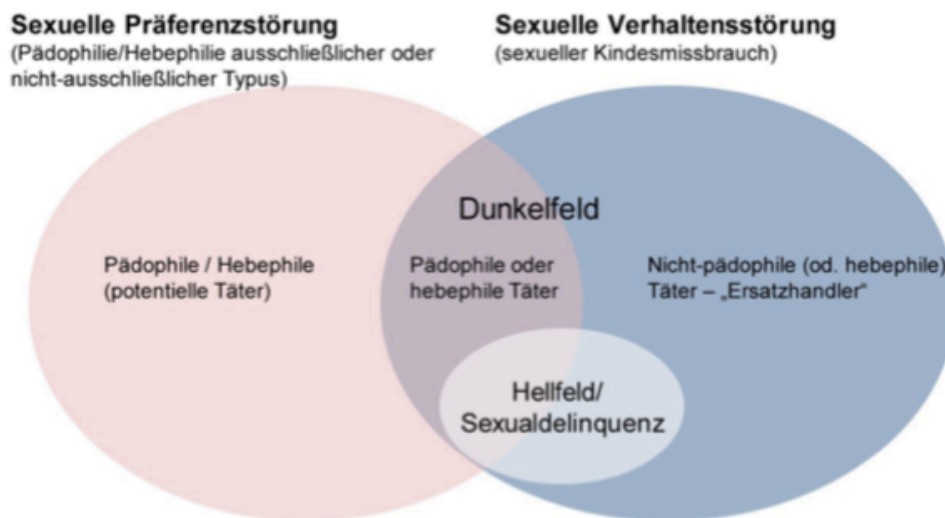 Sexuelle Präferenzstörung
(Pädophilie/Hebephilie ausschließlicher oder
nicht-ausschließlicher Typus)
Sexuelle Verhaltensstörung
(sexueller Kindesmissbrauch)
Dunkelfeld
Pädophile / Hebephile
(potentielle Täter)
Pädophile oder
hebephile Täter
Nicht-pädophile (od. hebephile)
Täter – „Ersatzhandler“
Hellfeld/
Sexualdelinquenz